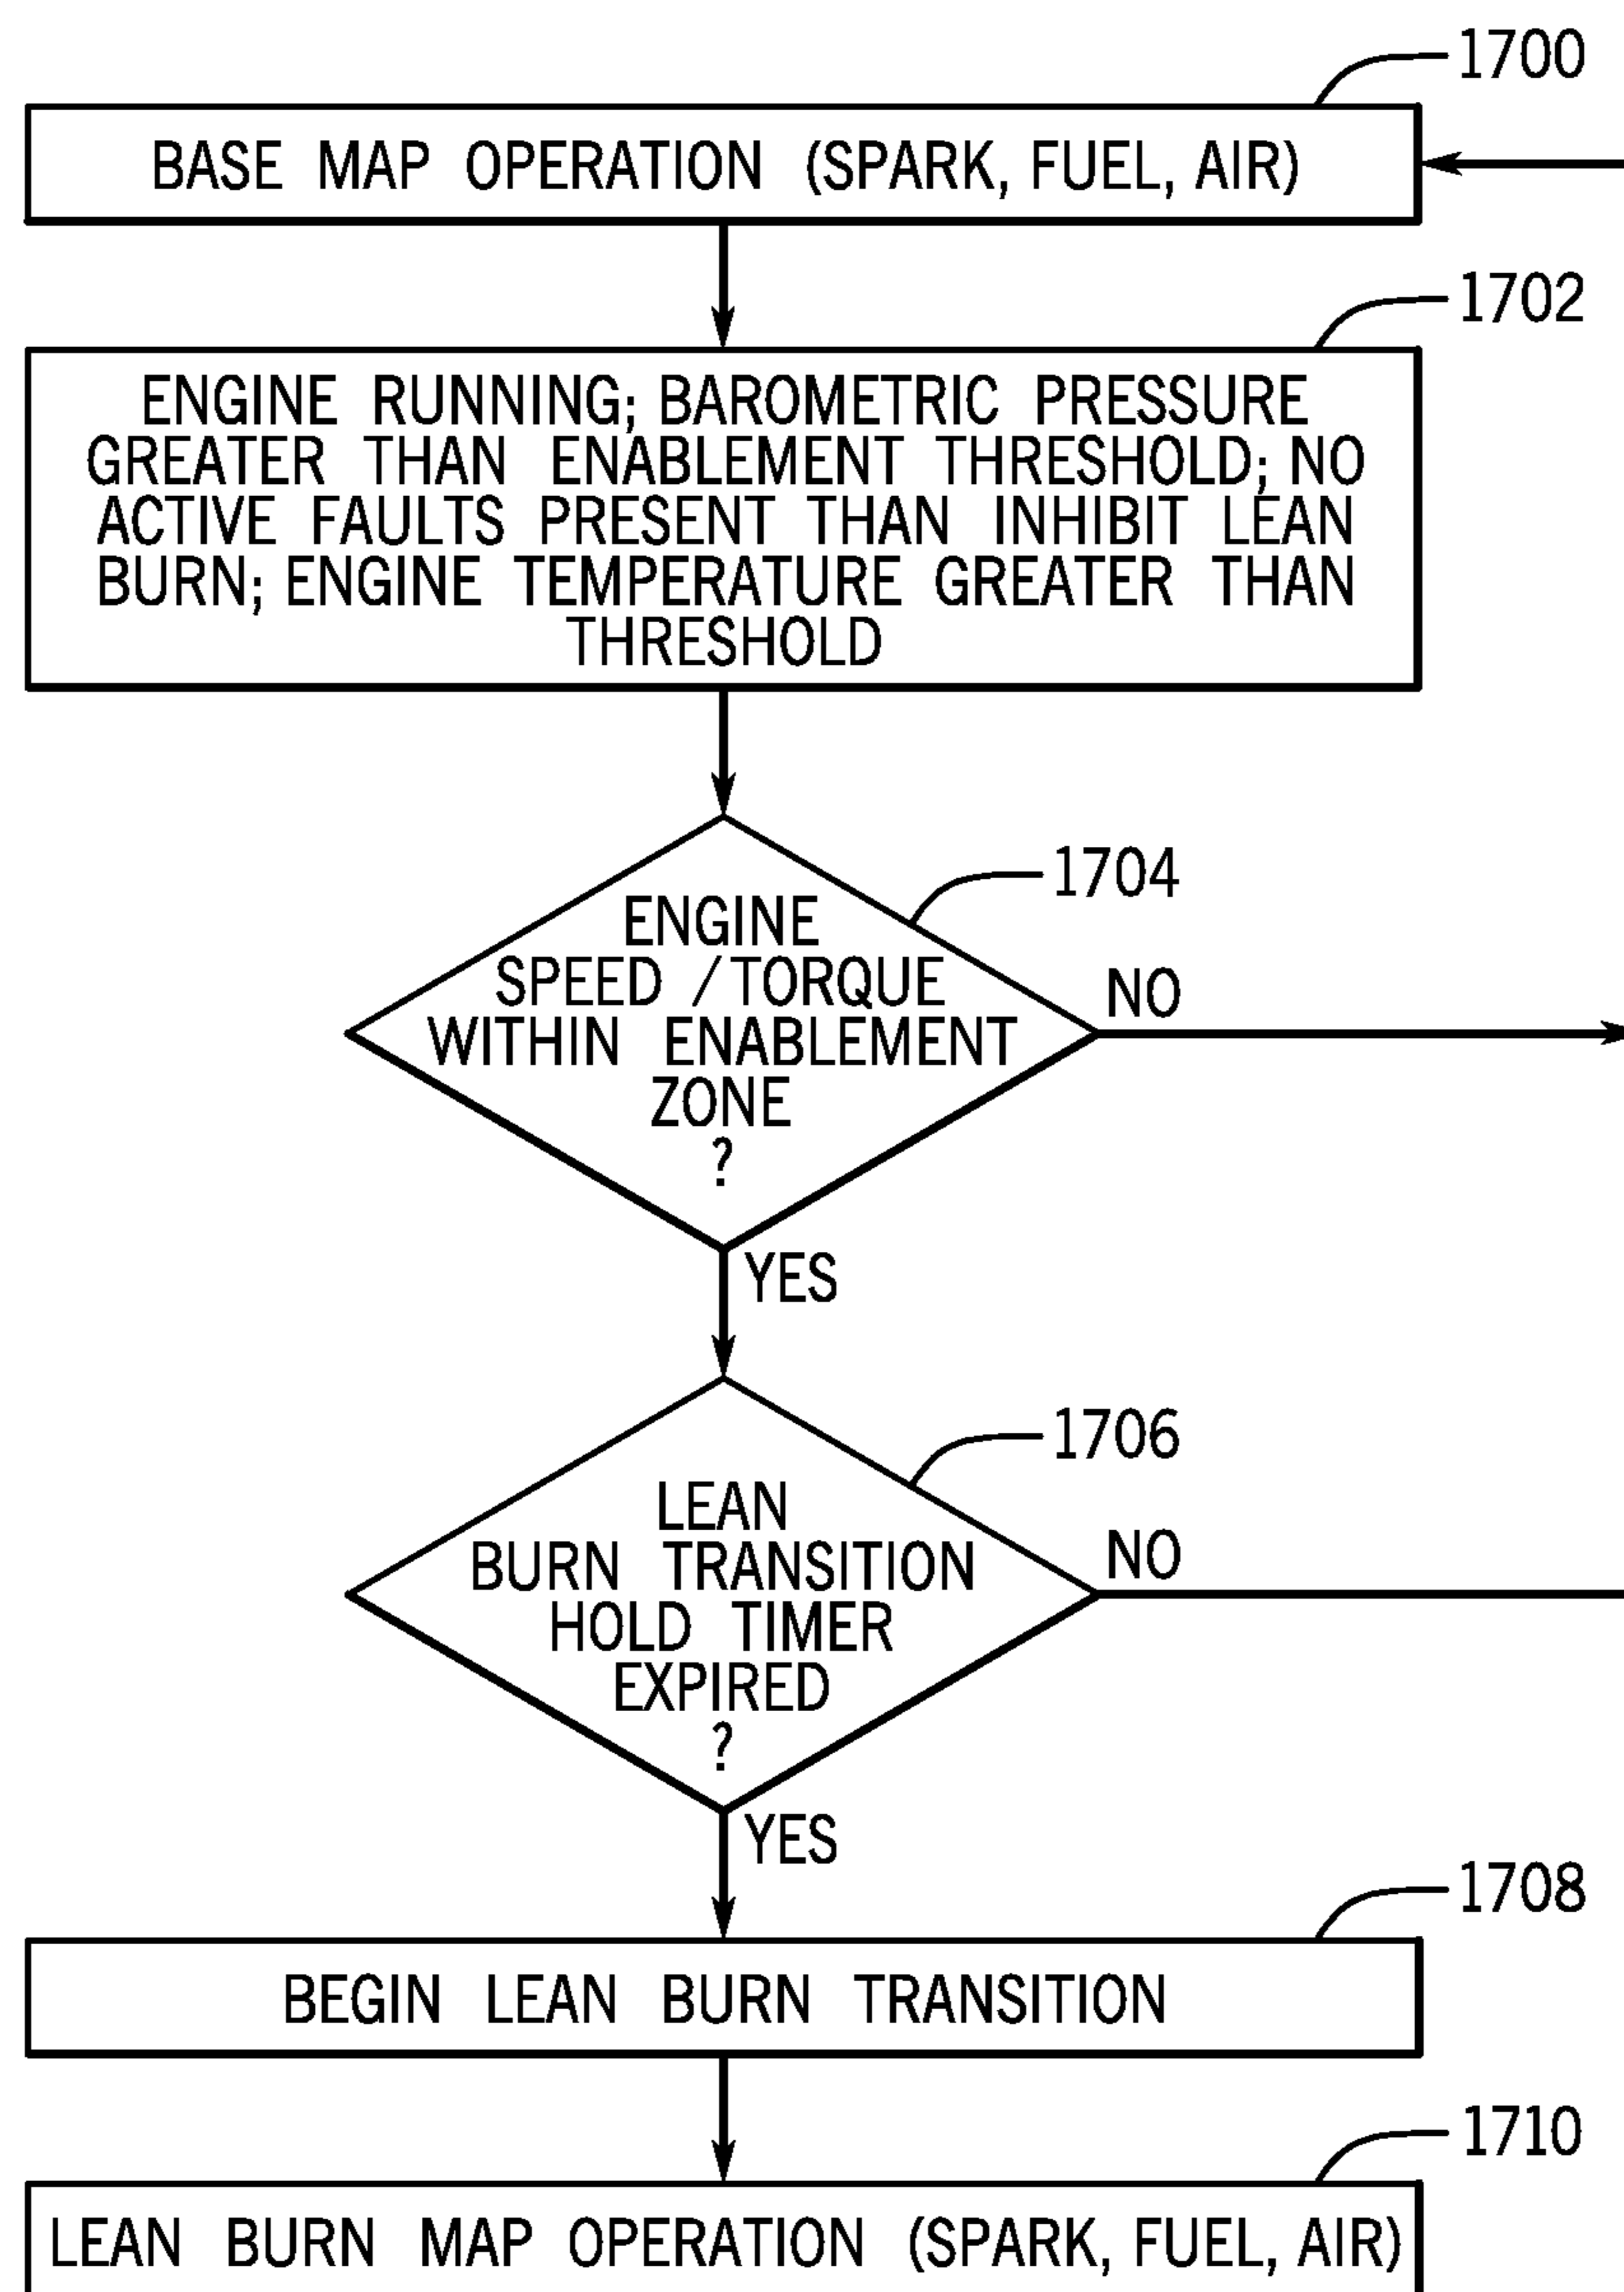 1700
BASE MAP OPERATION (SPARK, FUEL, AIR)
1702
ENGINE RUNNING; BAROMETRIC PRESSURE
GREATER THAN ENABLEMENT THRESHOLD; NO
ACTIVE FAULTS PRESENT THAN INHIBIT LEAN
BURN; ENGINE TEMPERATURE GREATER THAN
THRESHOLD
1704
ENGINE
SPEED /TORQUE
WITHIN ENABLEMENT
ZONE
?
NO
YES
1706
LEAN
BURN TRANSITION
HOLD TIMER
EXPIRED
?
NO
YES
1708
BEGIN LEAN BURN TRANSITION
1710
LEAN BURN MAP OPERATION (SPARK, FUEL, AIR)